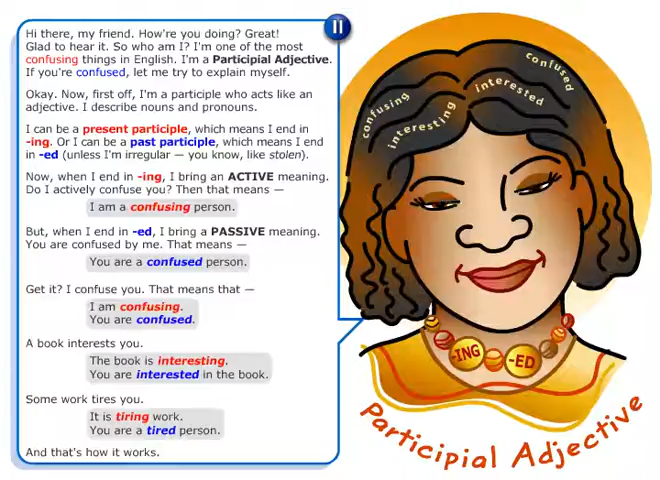 11
Hi there, my friend. How're you doing? Great!
Glad to hear it. So who am I? I'm one of the most
confusing things in English. I'm a Participial Adjective.
If you're confused, let me try to explain myself.
Okay. Now, first off, I'm a participle who acts like an
adjective. I describe nouns and pronouns.
I can be a present participle, which means I end in
-ing. Or I can be a past participle, which means I end
in -ed (unless I'm irregular — you know, like stolen).
Now, when I end in -ing, I bring an ACTIVE meaning.
Do I actively confuse you? Then that means —
I am a confusing person.
But, when I end in -ed, I bring a PASSIVE meaning.
You are confused by me. That means —
You are a confused person.
Get it? I confuse you. That means that —
I am confusing.
You are confused.
A book interests you.
The book is interesting.
You are interested in the book.
Some work tires you.
It is tiring work.
You are a tired person.
And that's how it works.
confusing
interesting
interested
confused
-ING
-ED
Participial Adjective